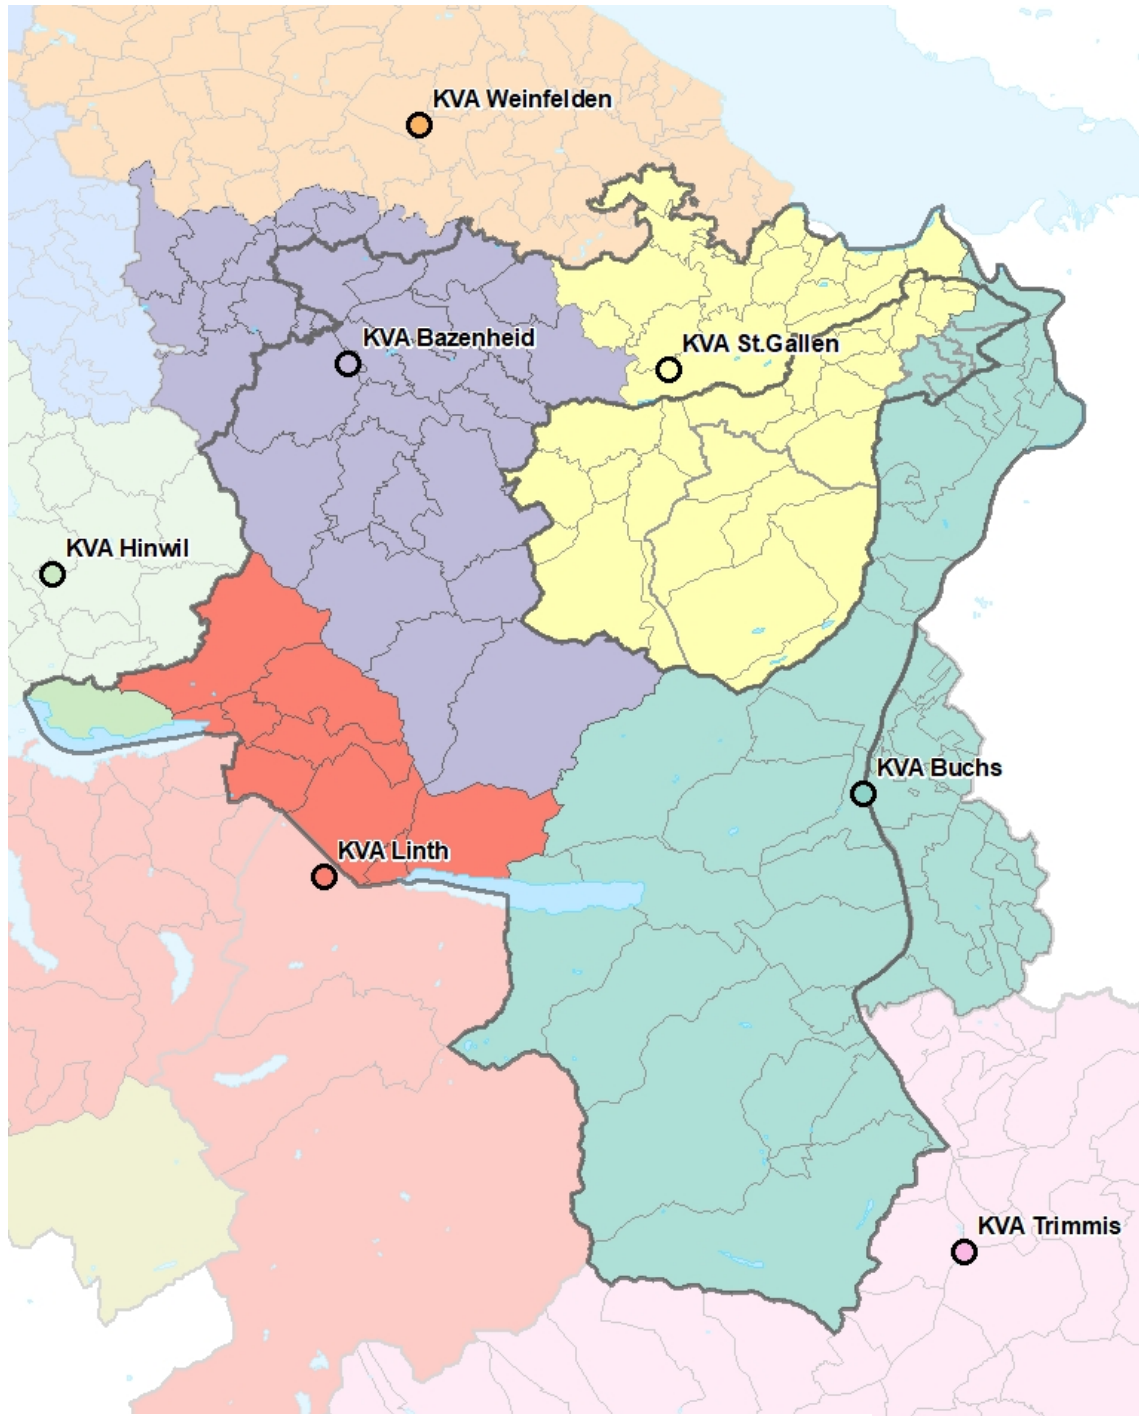 KVA Weinfelden
KVA Bazenheid
KVA St.Gallen
KVA Hinwil
KVA Buchs
KVA Linth
KVA Trimmis